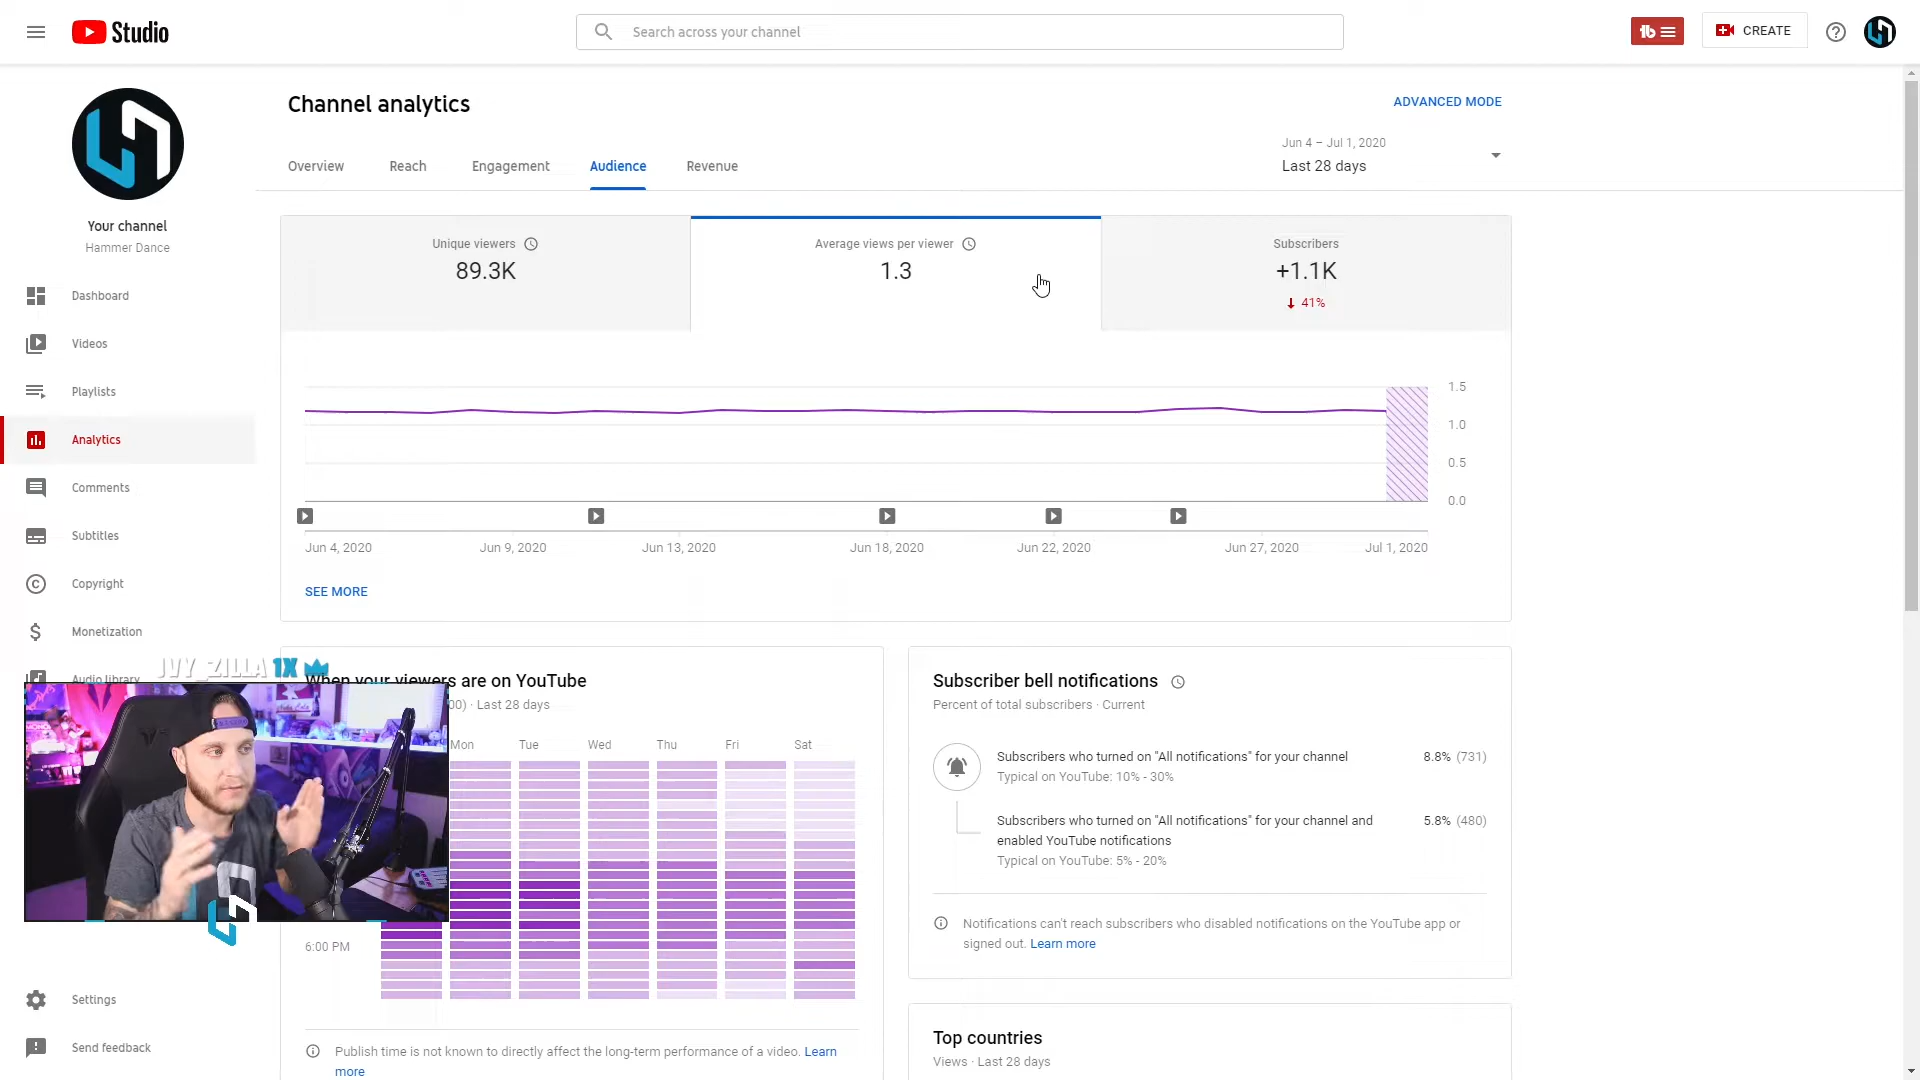 Studio
Search across your channel
CREATE
Channel analytics
ADVANCED MODE
Jun 4 – Jul 1, 2020
Last 28 days
Overview
Reach
Engagement
Audience
Revenue
Your channel
Hammer Dance
Dashboard
Videos
Playlists
Analytics
Comments
Subtitles
Copyright
Monetization
Audio library
Settings
Send feedback
Unique viewers
89.3K
Average views per viewer
1.3
Subscribers
+1.1K
41%
1.5
1.0
0.5
0.0
Jun 4, 2020
Jun 9, 2020
Jun 13, 2020
Jun 18, 2020
Jun 22, 2020
Jun 27, 2020
Jul 1, 2020
SEE MORE
JVY_ZILLA 1X
When your viewers are on YouTube
00) · Last 28 days
Mon
Tue
Wed
Thu
Fri
Sat
6:00 PM
Publish time is not known to directly affect the long-term performance of a video. Learn
more
Subscriber bell notifications
Percent of total subscribers · Current
Subscribers who turned on "All notifications" for your channel
8.8% (731)
Typical on YouTube: 10% - 30%
Subscribers who turned on "All notifications" for your channel and
5.8% (480)
enabled YouTube notifications
Typical on YouTube: 5% - 20%
Notifications can't reach subscribers who disabled notifications on the YouTube app or
signed out. Learn more
Top countries
Views · Last 28 days